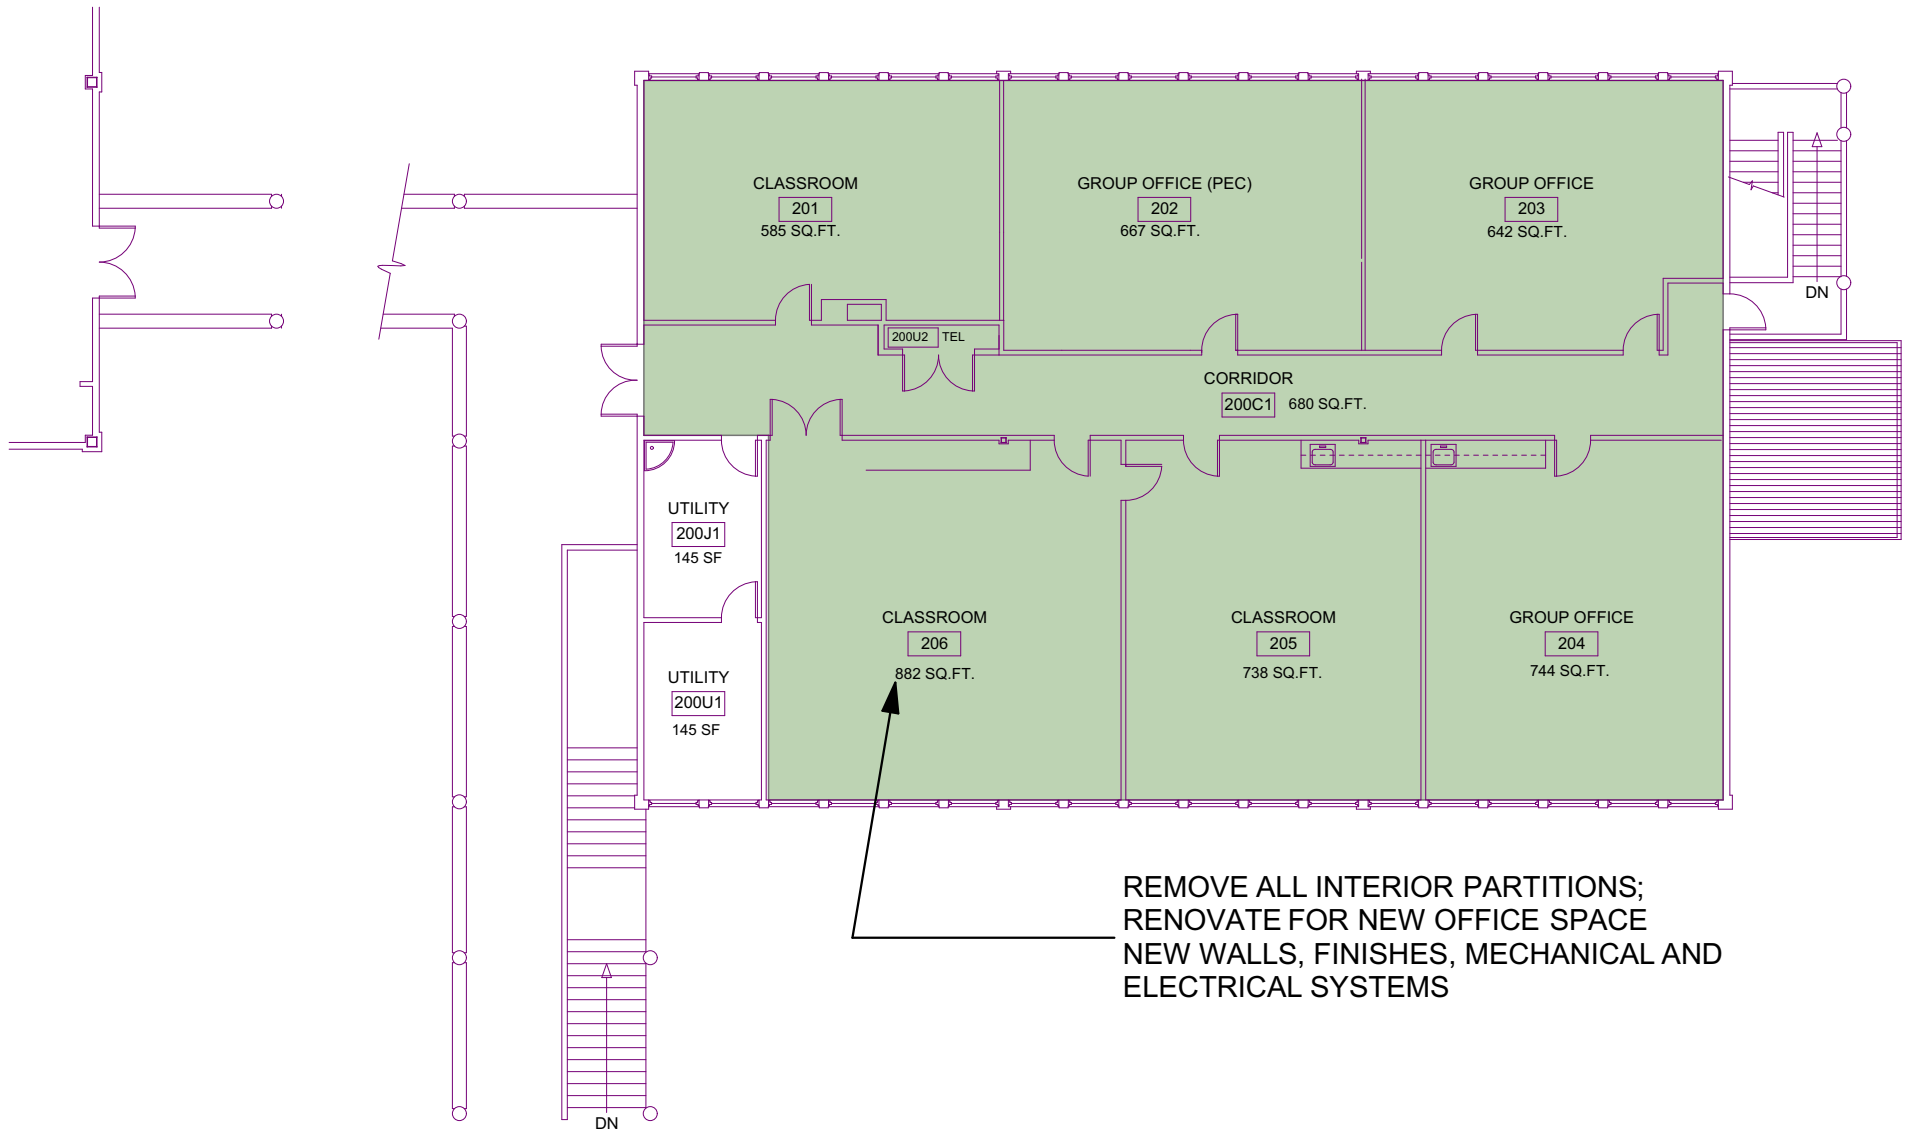 CLASSROOM
201
585 SQ.FT.
GROUP OFFICE (PEC)
202
667 SQ.FT.
GROUP OFFICE
203
642 SQ.FT.
DN
200U2 TEL
CORRIDOR
200C1 680 SQ.FT.
UTILITY
200J1
145 SF
UTILITY
200U1
145 SF
CLASSROOM
206
882 SQ.FT.
CLASSROOM
205
738 SQ.FT.
GROUP OFFICE
204
744 SQ.FT.
REMOVE ALL INTERIOR PARTITIONS;
RENOVATE FOR NEW OFFICE SPACE
NEW WALLS, FINISHES, MECHANICAL AND
ELECTRICAL SYSTEMS
DN